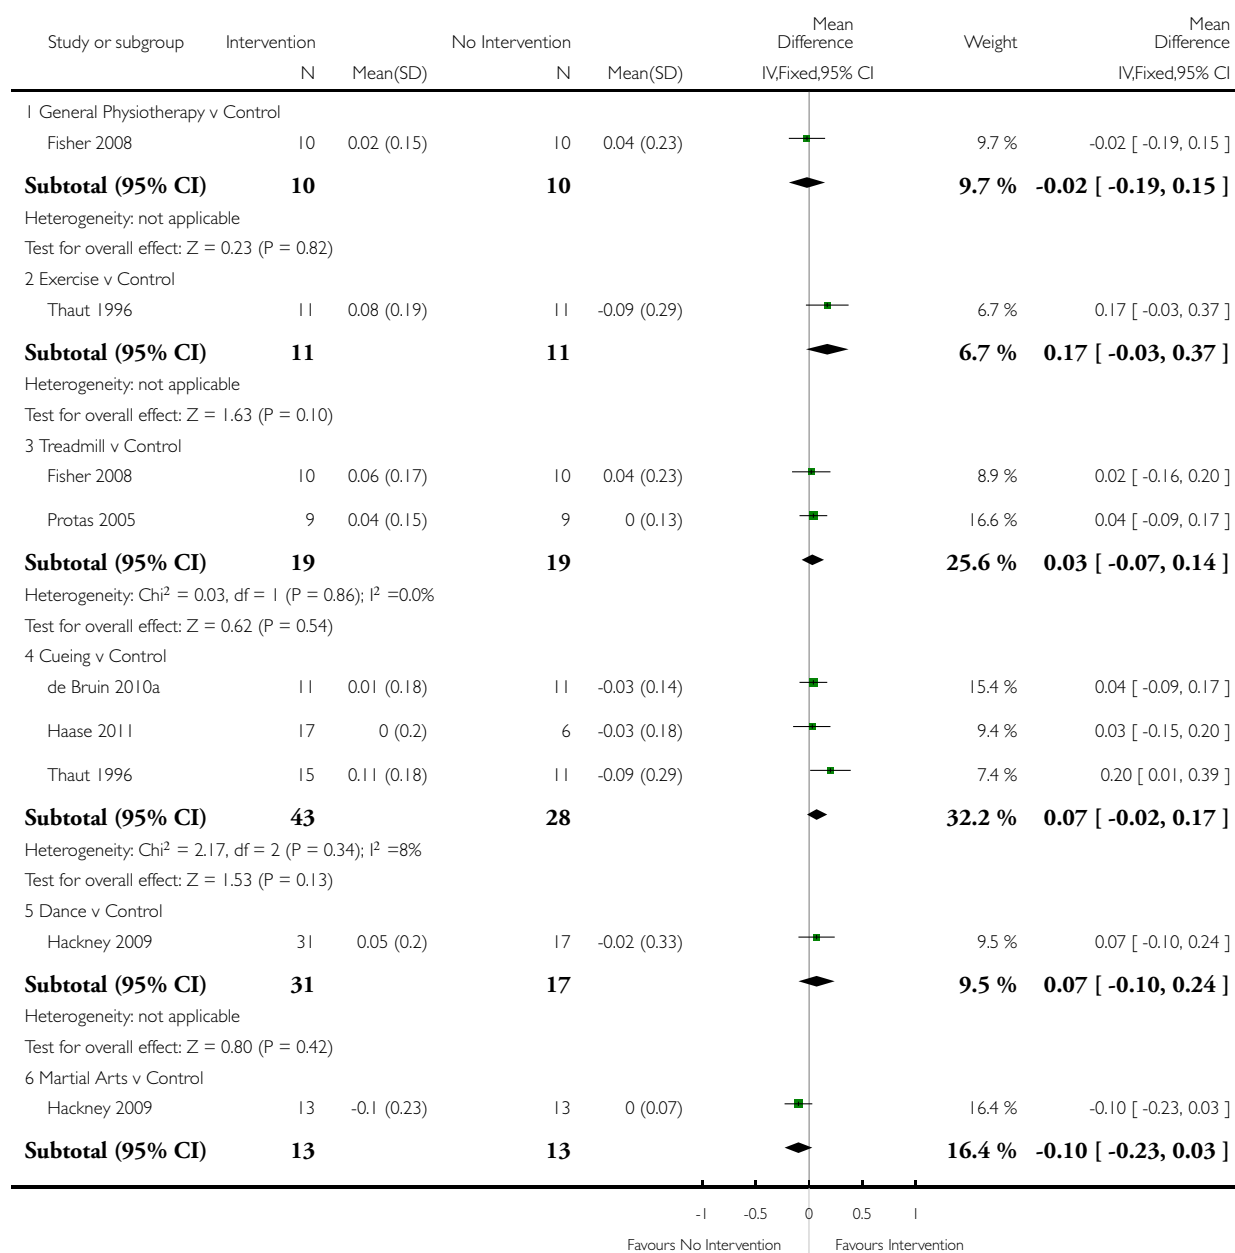 Study or subgroup Intervention No Intervention Mean Difference Weight Mean Difference
N Mean(SD) N Mean(SD) IV,Fixed,95% CI IV,Fixed,95% CI
1 General Physiotherapy v Control
Fisher 2008 10 0.02 (0.15) 10 0.04 (0.23) 9.7 % -0.02 [ -0.19, 0.15 ]
Subtotal (95% CI) 10 10 9.7 % -0.02 [ -0.19, 0.15 ]
Heterogeneity: not applicable
Test for overall effect: Z = 0.23 (P = 0.82)
2 Exercise v Control
Thaut 1996 11 0.08 (0.19) 11 -0.09 (0.29) 6.7 % 0.17 [ -0.03, 0.37 ]
Subtotal (95% CI) 11 11 6.7 % 0.17 [ -0.03, 0.37 ]
Heterogeneity: not applicable
Test for overall effect: Z = 1.63 (P = 0.10)
3 Treadmill v Control
Fisher 2008 10 0.06 (0.17) 10 0.04 (0.23) 8.9 % 0.02 [ -0.16, 0.20 ]
Protas 2005 9 0.04 (0.15) 9 0 (0.13) 16.6 % 0.04 [ -0.09, 0.17 ]
Subtotal (95% CI) 19 19 25.6 % 0.03 [ -0.07, 0.14 ]
Heterogeneity: Chi² = 0.03, df = 1 (P = 0.86); I² =0.0%
Test for overall effect: Z = 0.62 (P = 0.54)
4 Cueing v Control
de Bruin 2010a 11 0.01 (0.18) 11 -0.03 (0.14) 15.4 % 0.04 [ -0.09, 0.17 ]
Haase 2011 17 0 (0.2) 6 -0.03 (0.18) 9.4 % 0.03 [ -0.15, 0.20 ]
Thaut 1996 15 0.11 (0.18) 11 -0.09 (0.29) 7.4 % 0.20 [ 0.01, 0.39 ]
Subtotal (95% CI) 43 28 32.2 % 0.07 [ -0.02, 0.17 ]
Heterogeneity: Chi² = 2.17, df = 2 (P = 0.34); I² =8%
Test for overall effect: Z = 1.53 (P = 0.13)
5 Dance v Control
Hackney 2009 31 0.05 (0.2) 17 -0.02 (0.33) 9.5 % 0.07 [ -0.10, 0.24 ]
Subtotal (95% CI) 31 17 9.5 % 0.07 [ -0.10, 0.24 ]
Heterogeneity: not applicable
Test for overall effect: Z = 0.80 (P = 0.42)
6 Martial Arts v Control
Hackney 2009 13 -0.1 (0.23) 13 0 (0.07) 16.4 % -0.10 [ -0.23, 0.03 ]
Subtotal (95% CI) 13 13 16.4 % -0.10 [ -0.23, 0.03 ]
-1 -0.5 0 0.5 1
Favours No Intervention Favours Intervention